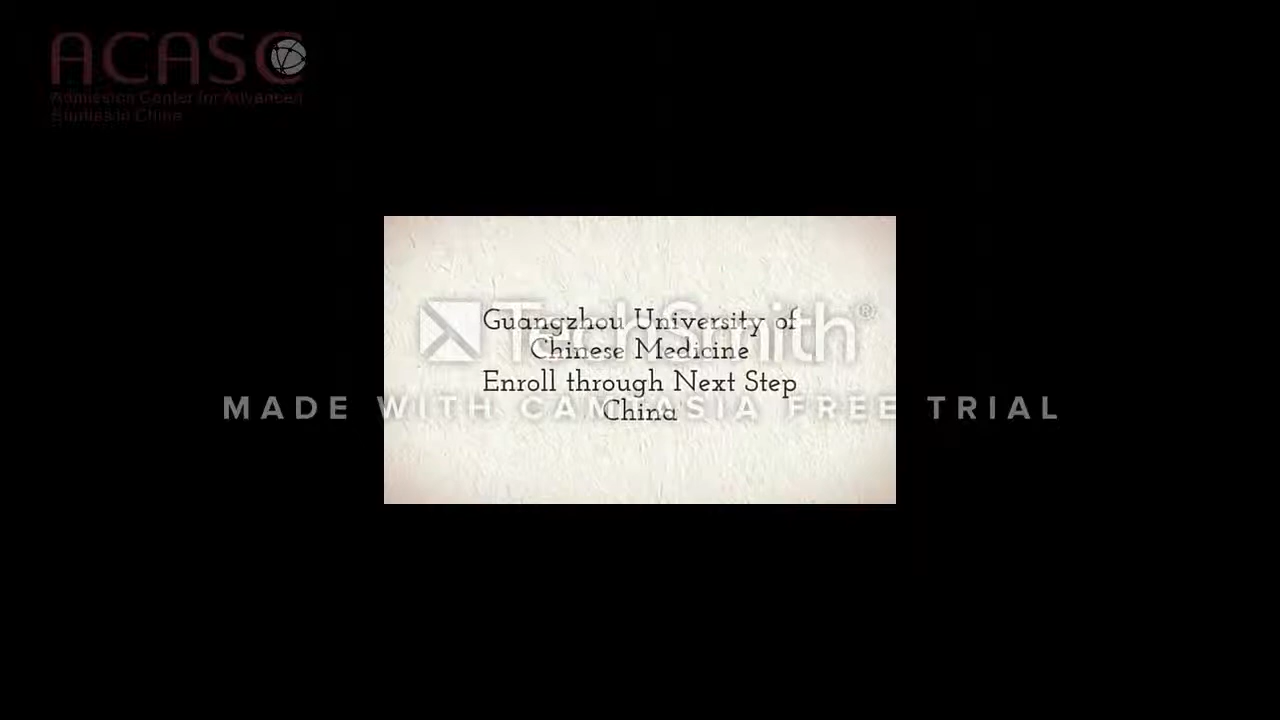 ACASC
Admission Center for Advanced
Studies in China
TechSmith®
Guangzhou University of
Chinese Medicine
Enroll through Next Step
China
MADE WITH CAMTASIA FREE TRIAL